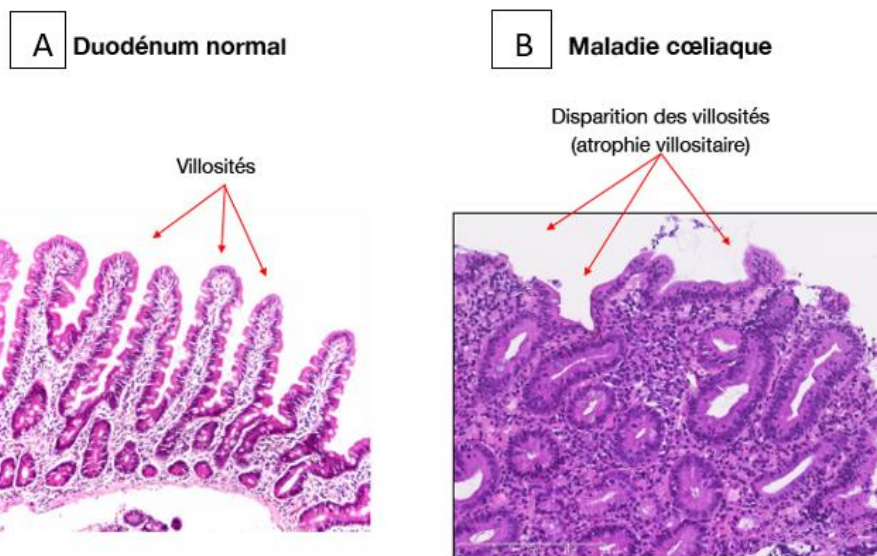 A
Duodénum normal
Villosités
B
Maladie cœliaque
Disparition des villosités
(atrophie villositaire)